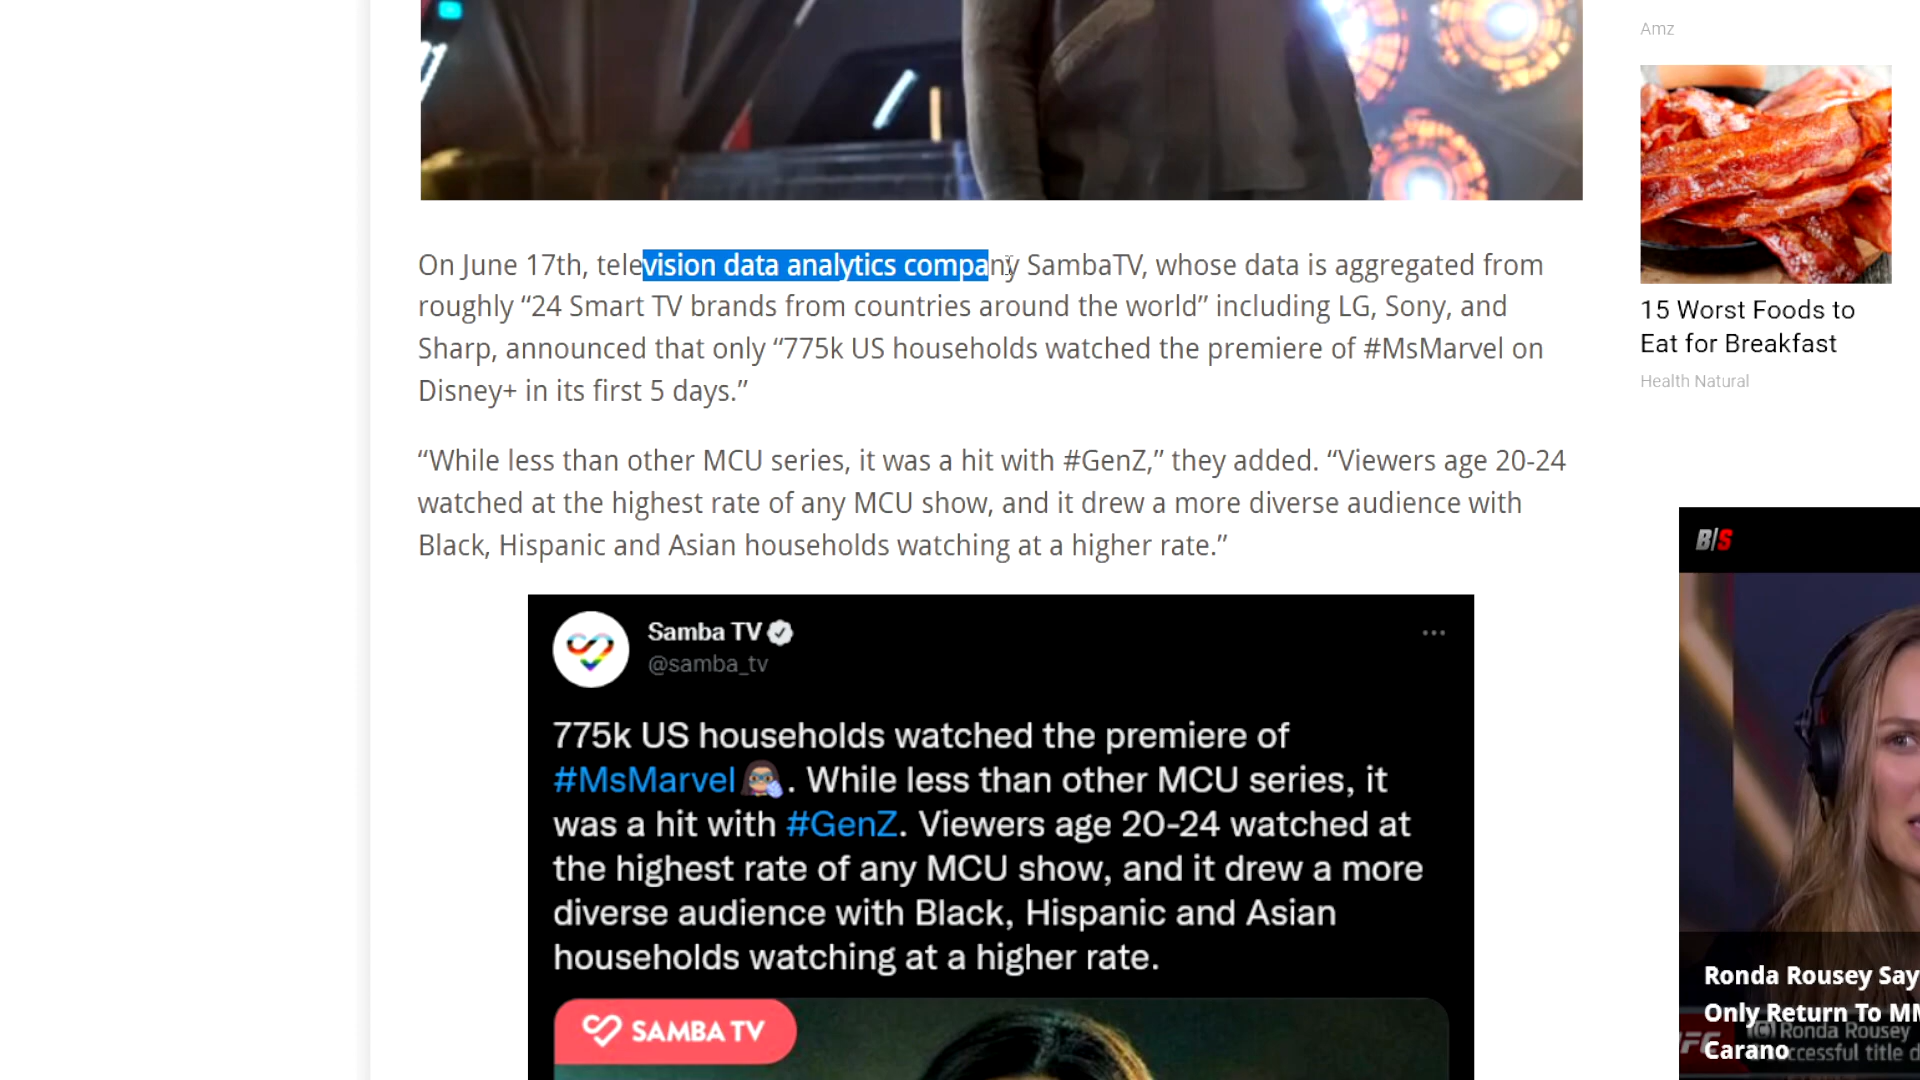 Amz
15 Worst Foods to
Eat for Breakfast
Health Natural
On June 17th, television data analytics company SambaTV, whose data is aggregated from
roughly “24 Smart TV brands from countries around the world” including LG, Sony, and
Sharp, announced that only “775k US households watched the premiere of #MsMarvel on
Disney+ in its first 5 days.”
“While less than other MCU series, it was a hit with #GenZ,” they added. “Viewers age 20-24
watched at the highest rate of any MCU show, and it drew a more diverse audience with
Black, Hispanic and Asian households watching at a higher rate.”
Samba TV
@samba_tv
775k US households watched the premiere of
#MsMarvel. While less than other MCU series, it
was a hit with #GenZ. Viewers age 20-24 watched at
the highest rate of any MCU show, and it drew a more
diverse audience with Black, Hispanic and Asian
households watching at a higher rate.
SAMBA TV
B/S
Ronda Rousey Say
Only Return To M
Carano
Ronda Rousey
ccessful title